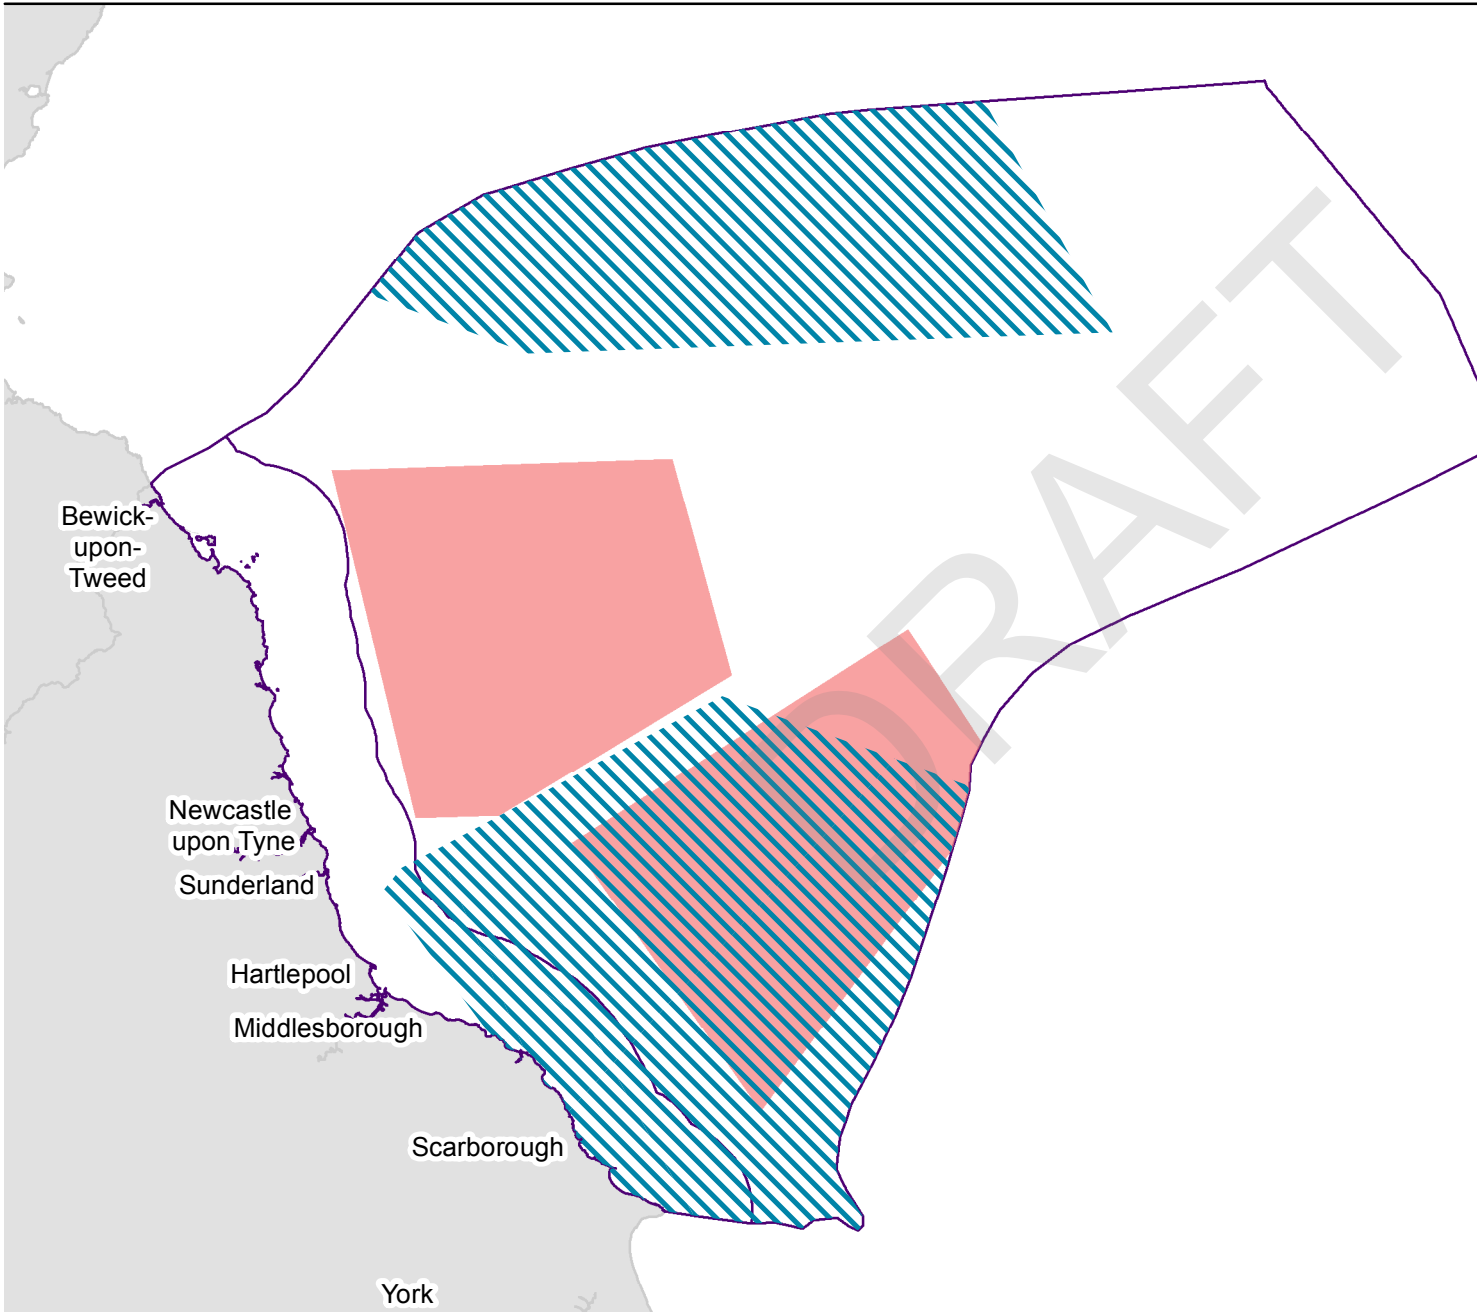 DRAFT
Bewick-
upon-
Tweed
Newcastle
upon Tyne
Sunderland
Hartlepool
Middlesborough
Scarborough
York